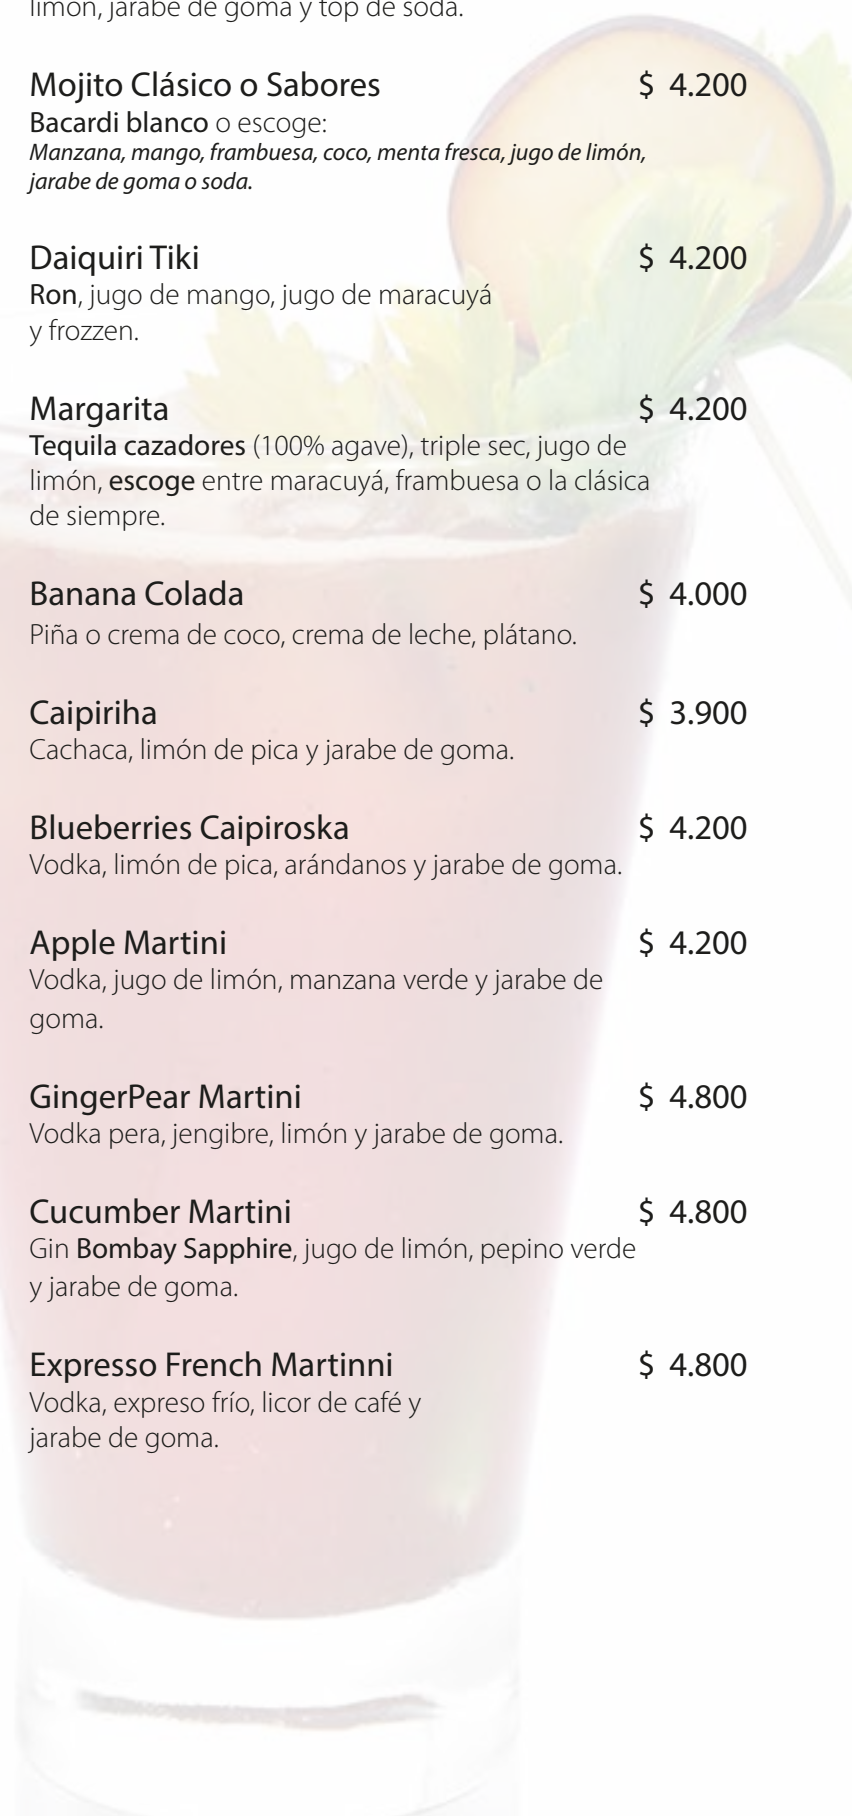 limón, jarabe de goma y top de soda.
Mojito Clásico o Sabores $ 4.200
Bacardi blanco o escoge:
Manzana, mango, frambuesa, coco, menta fresca, jugo de limón,
jarabe de goma o soda.
Daiquiri Tiki $ 4.200
Ron, jugo de mango, jugo de maracuyá
y frozzen.
Margarita $ 4.200
Tequila cazadores (100% agave), triple sec, jugo de
limón, escoge entre maracuyá, frambuesa o la clásica
de siempre.
Banana Colada $ 4.000
Piña o crema de coco, crema de leche, plátano.
Caipiriha $ 3.900
Cachaca, limón de pica y jarabe de goma.
Blueberries Caipiroska $ 4.200
Vodka, limón de pica, arándanos y jarabe de goma.
Apple Martini $ 4.200
Vodka, jugo de limón, manzana verde y jarabe de
goma.
GingerPear Martini $ 4.800
Vodka pera, jengibre, limón y jarabe de goma.
Cucumber Martini $ 4.800
Gin Bombay Sapphire, jugo de limón, pepino verde
y jarabe de goma.
Expresso French Martinni $ 4.800
Vodka, expreso frío, licor de café y
jarabe de goma.